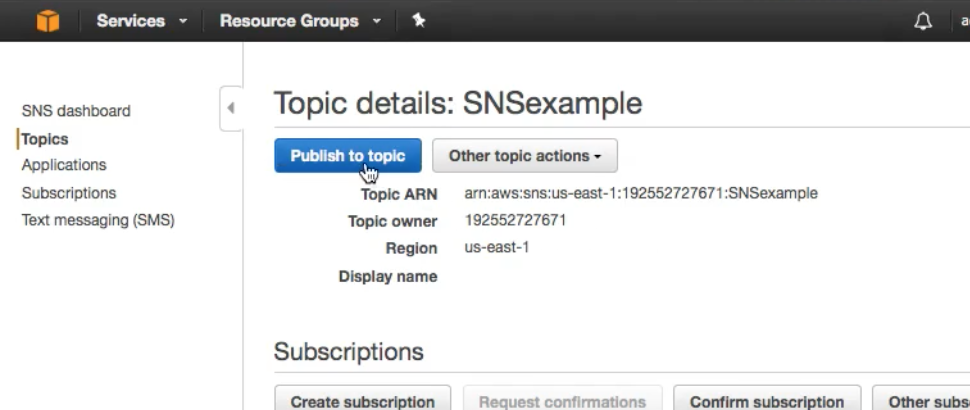 Services Resource Groups
SNS dashboard
Topics
Applications
Subscriptions
Text messaging (SMS)
Topic details: SNSexample
Publish to topic Other topic actions
Topic ARN arn:aws:sns:us-east-1:192552727671:SNSexample
Topic owner 192552727671
Region us-east-1
Display name
Subscriptions
Create subscription Request confirmations Confirm subscription Other